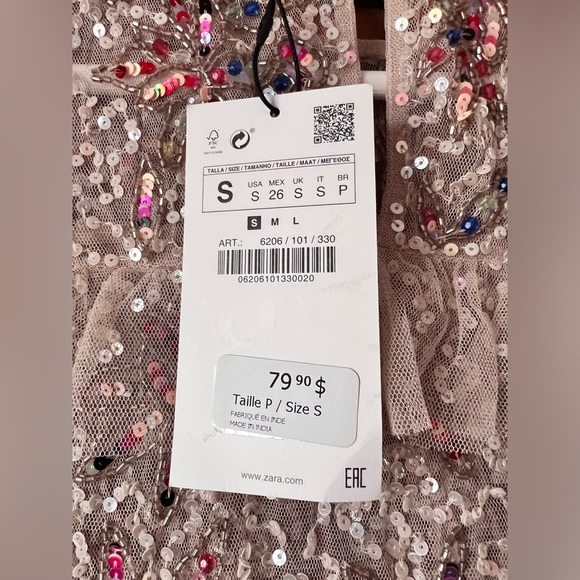 FSC
TALLA / SIZE / TAMANHO / TAILLE / MAAT / ΜΕΓΕΘΟΣ
S
USA MEX UK IT BR
S 26 S S P
S M L
ART.: 6206 / 101 / 330
06206101330020
79 90 $
Taille P / Size S
FABRIQUÉ EN INDE
MADE IN INDIA
www.zara.com
EAC